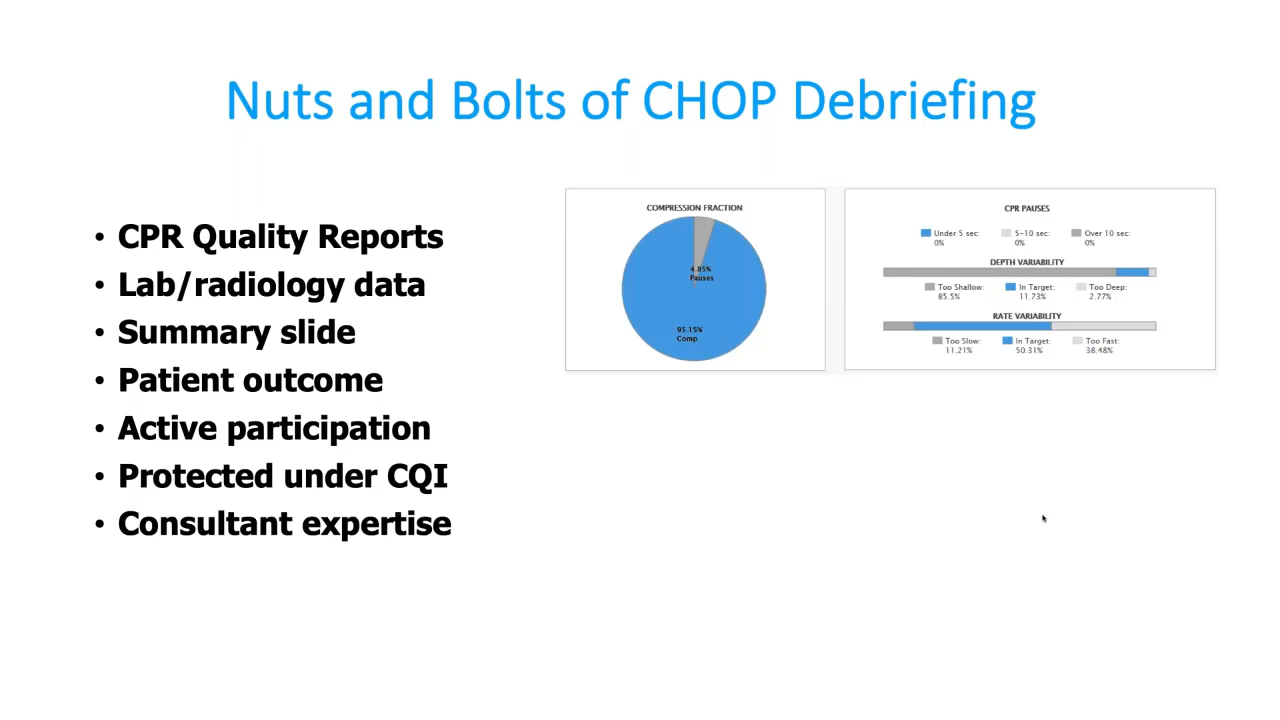 Nuts and Bolts of CHOP Debriefing
• CPR Quality Reports
• Lab/radiology data
• Summary slide
• Patient outcome
• Active participation
• Protected under CQI
• Consultant expertise
COMPRESSION FRACTION
4.85%
Pauses
95.15%
Comp
CPR PAUSES
Under 5 sec: 5-10 sec: Over 10 sec:
0% 0% 0%
DEPTH VARIABILITY
Too Shallow: In Target: Too Deep:
85.5% 11.73% 2.77%
RATE VARIABILITY
Too Slow: In Target: Too Fast:
11.21% 50.31% 38.48%